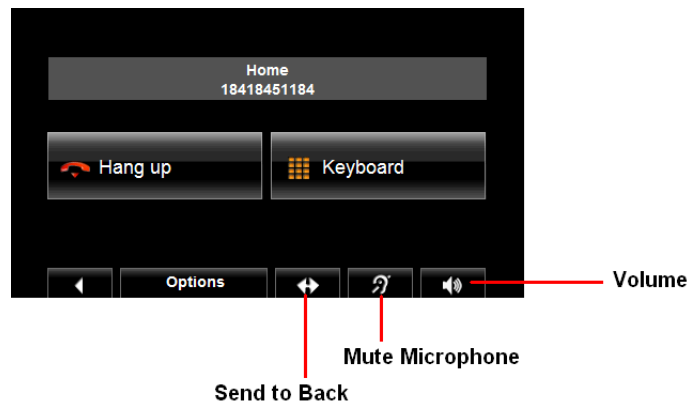 Home
18418451184
Hang up
Keyboard
Options
Volume
Mute Microphone
Send to Back